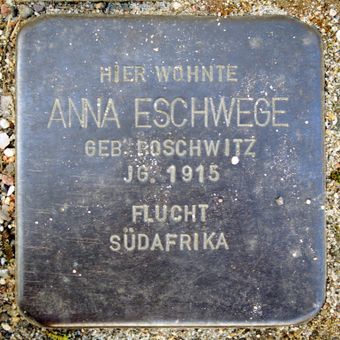 HIER WOHNTE
ANNA ESCHWEGE
GEB. BOSCHWITZ
JG. 1915
FLUCHT
SÜDAFRIKA